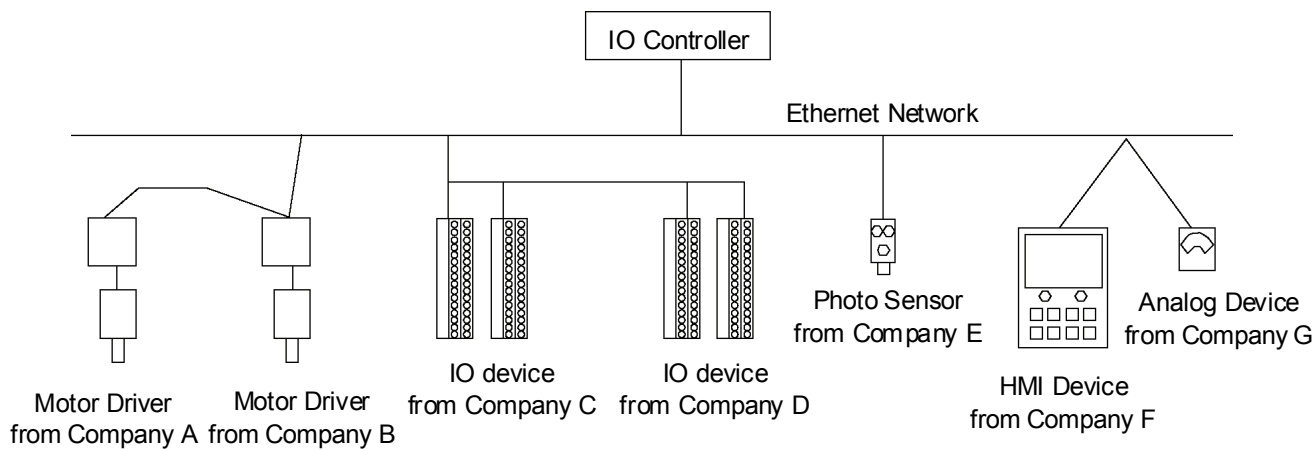 IO Controller
Ethernet Network
Motor Driver
from Company A
Motor Driver
from Company B
IO device
from Company C
IO device
from Company D
Photo Sensor
from Company E
HMI Device
from Company F
Analog Device
from Company G